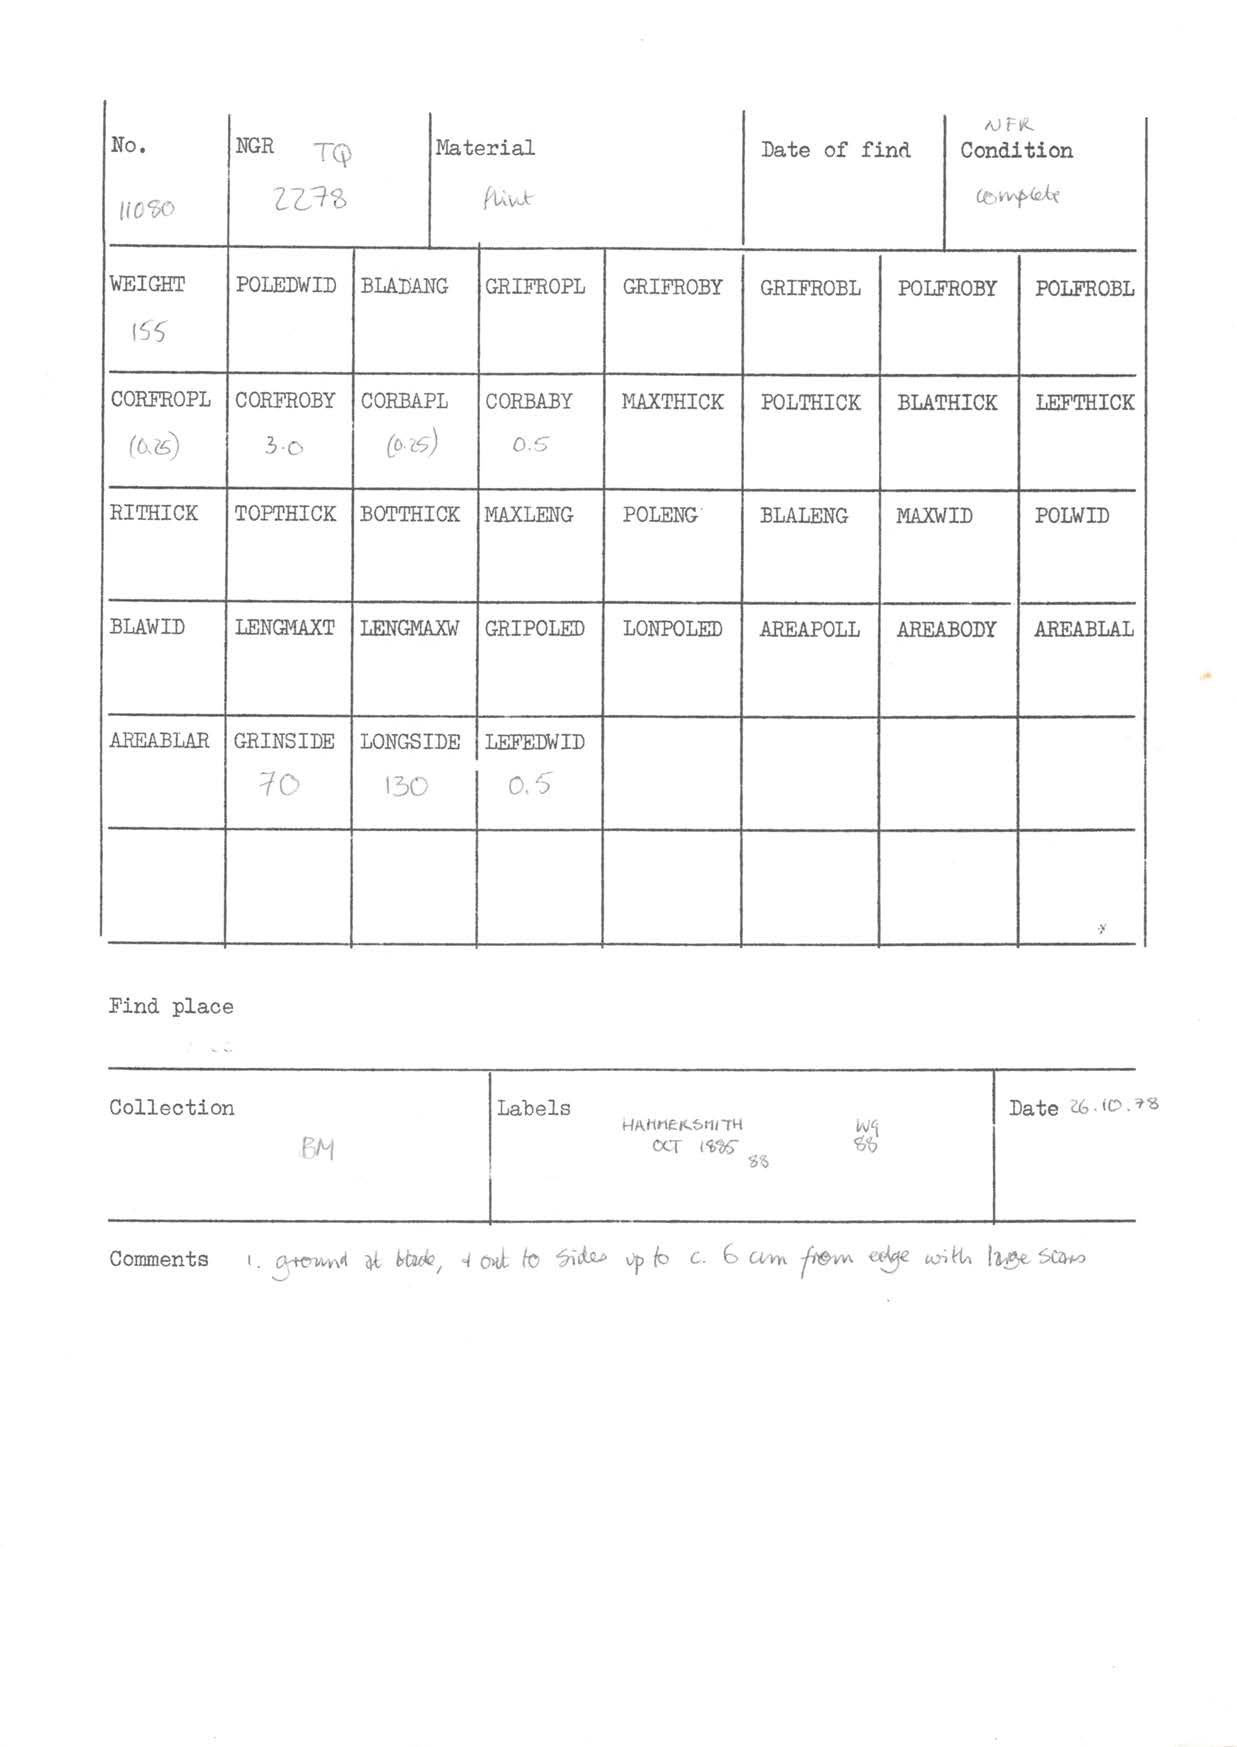 NFR
No. NGR TQ Material Date of find Condition
11080 2278 flint complete
WEIGHT POLEDWID BLADANG GRIFROPL GRIFROBY GRIFROBL POLFROBY POLFROBL
155
CORFROPL CORFROBY CORBAPL CORBABY MAXTHICK POLTHICK BLATHICK LEFTHICK
(0.25) 3.0 (0.25) 0.5
RITHICK TOPTHICK BOTTHICK MAXLENG POLENG BLALENG MAXWID POLWID
BLAWID LENGMAXT LENGMAXW GRIPOLED LONPOLED AREAPOLL AREABODY AREABLAL
AREABLAR GRINSIDE LONGSIDE LEFEDWID
70 130 0.5
Find place
Collection Labels Date 26.10.78
BM
HAMMERSMITH WG
OCT 1885 88
88
Comments 1. ground at blade, + out to sides up to c. 6 cm from edge with large scars